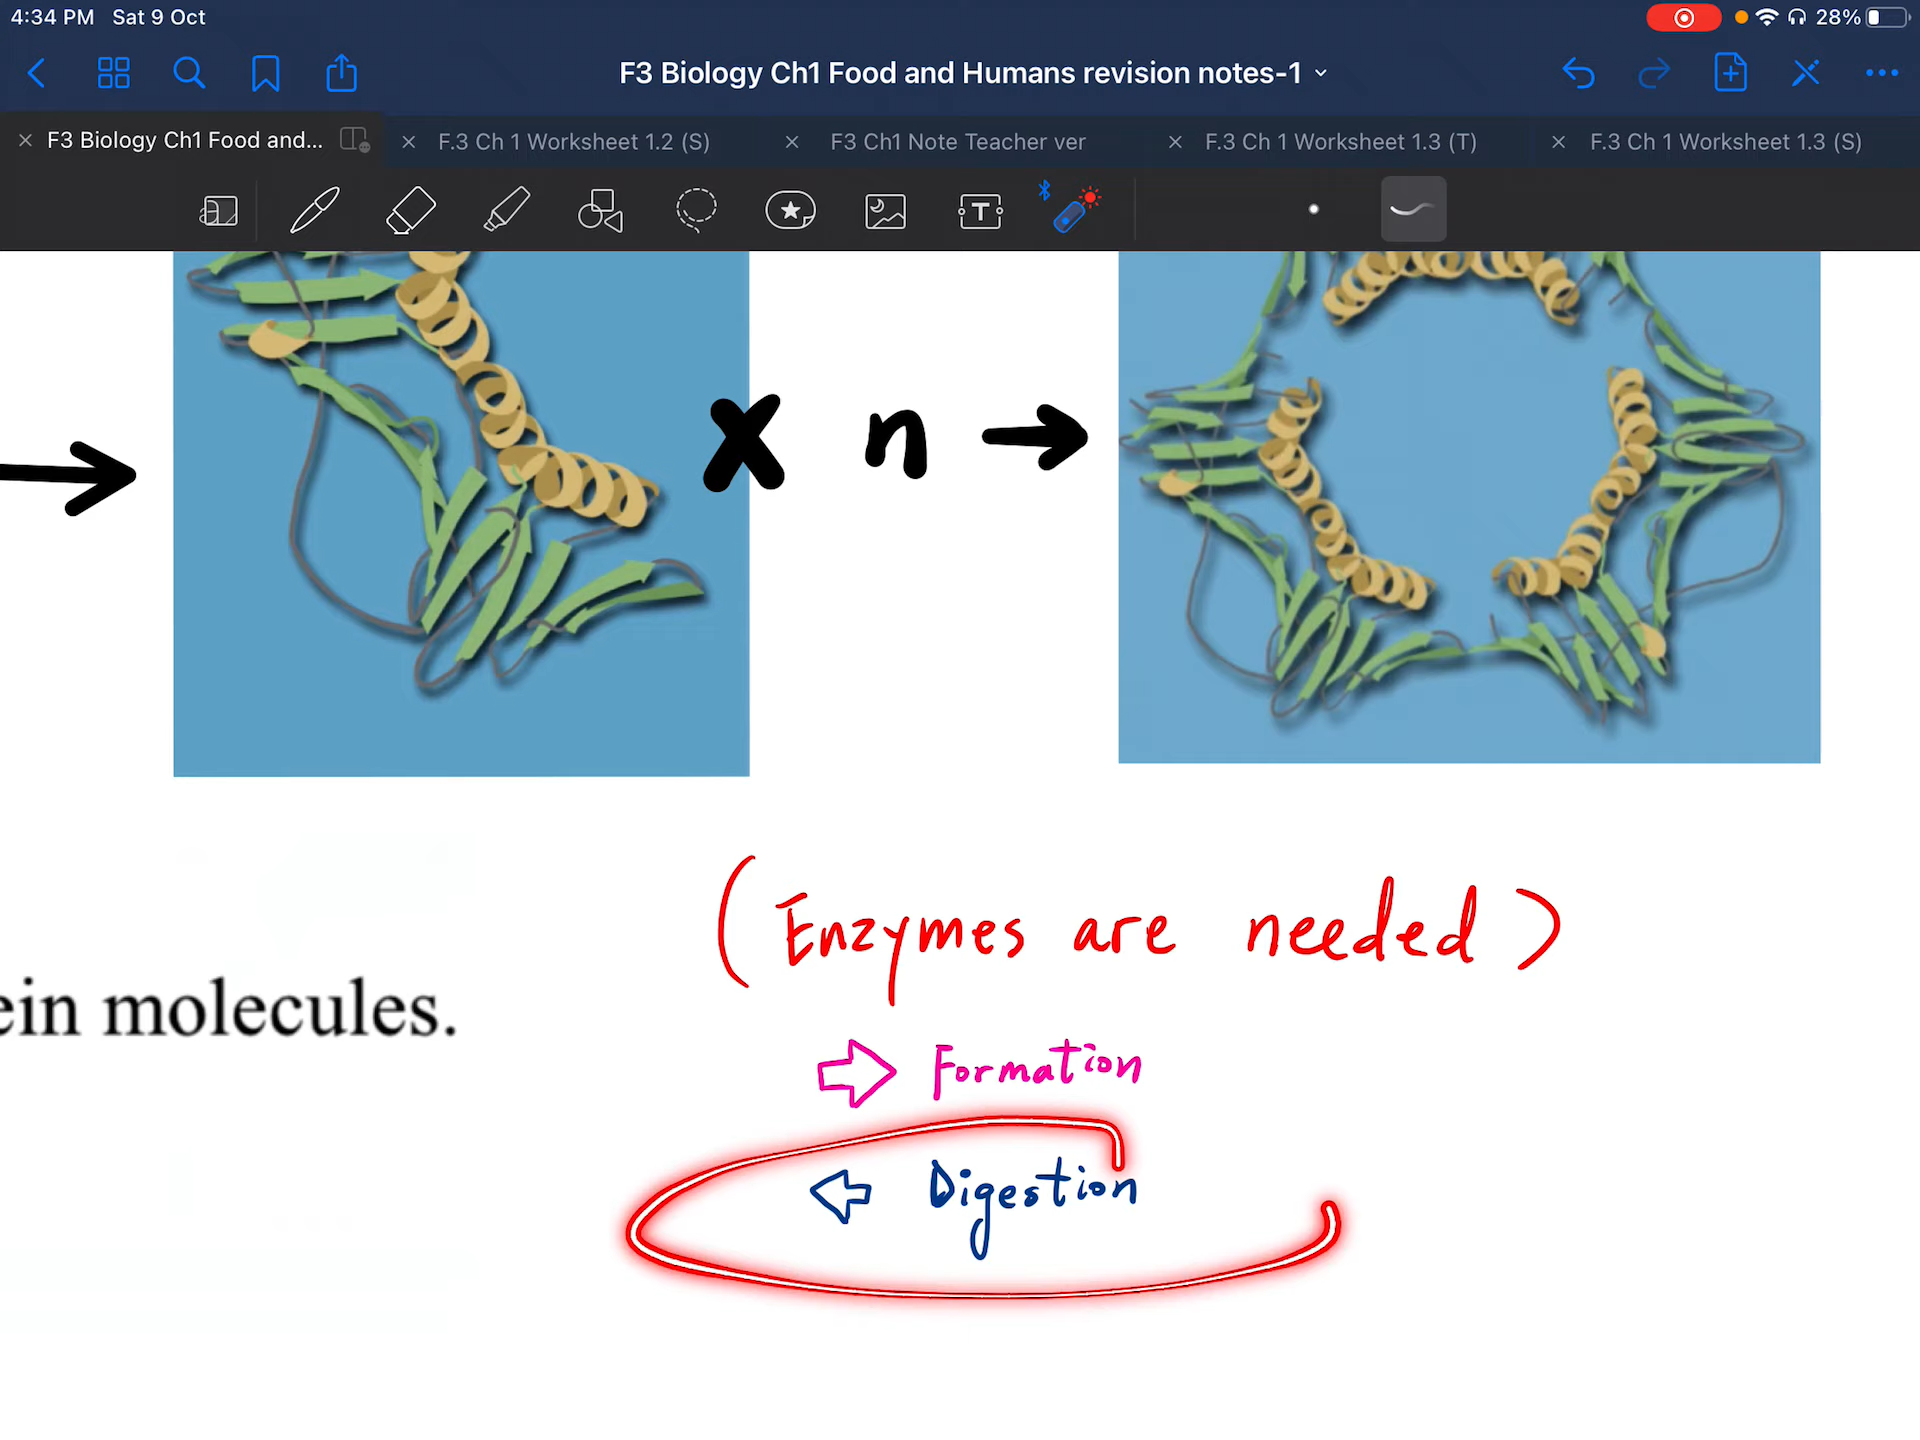 4:34 PM Sat 9 Oct 28%
F3 Biology Ch1 Food and Humans revision notes-1
F3 Biology Ch1 Food and... F.3 Ch 1 Worksheet 1.2 (S) F3 Ch1 Note Teacher ver F.3 Ch 1 Worksheet 1.3 (T) F.3 Ch 1 Worksheet 1.3 (S)
T
x n →
(Enzymes are needed)
ein molecules.
⇨ Formation
⇦ Digestion